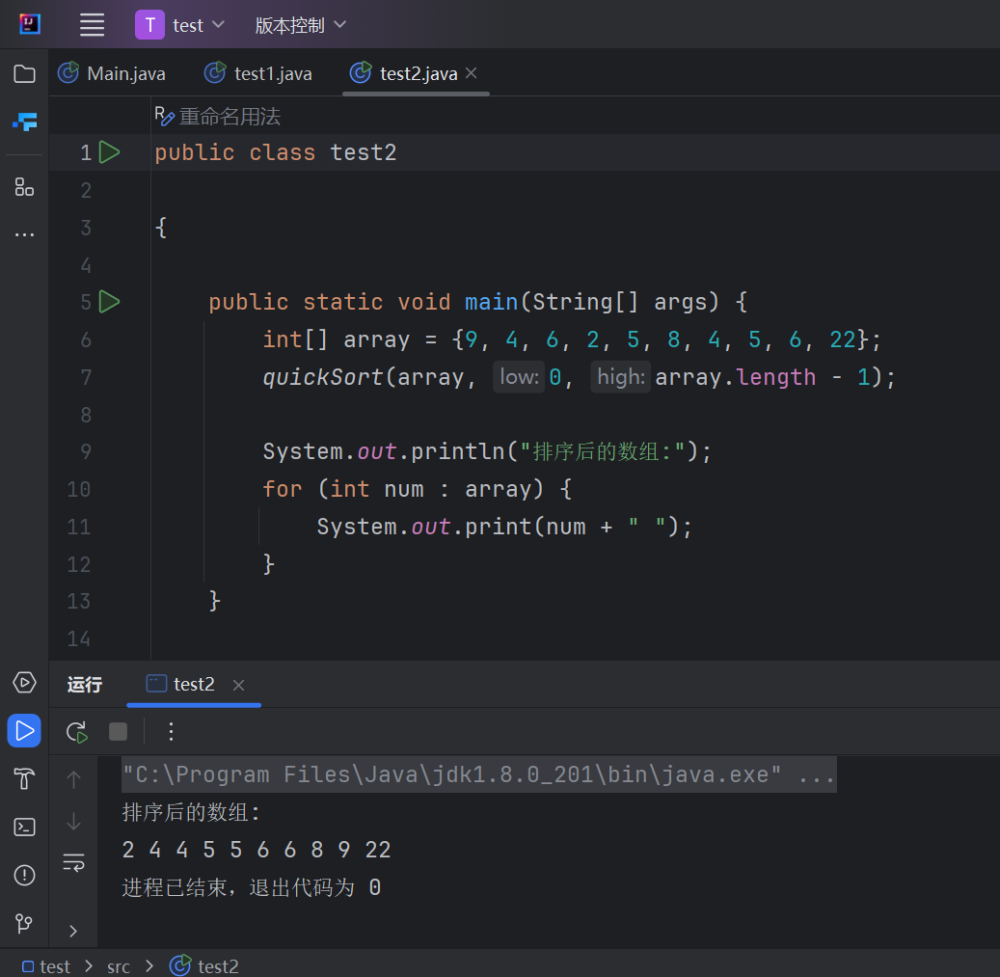 T test 版本控制
Main.java test1.java test2.java
重命名用法
1 public class test2
2
3 {
4
5 public static void main(String[] args) {
6 int[] array = {9, 4, 6, 2, 5, 8, 4, 5, 6, 22};
7 quickSort(array, low: 0, high: array.length - 1);
8
9 System.out.println("排序后的数组:");
10 for (int num : array) {
11 System.out.print(num + " ");
12 }
13 }
14
运行 test2
"C:\Program Files\Java\jdk1.8.0_201\bin\java.exe" ...
排序后的数组:
2 4 4 5 5 6 6 8 9 22
进程已结束，退出代码为 0
test > src > test2